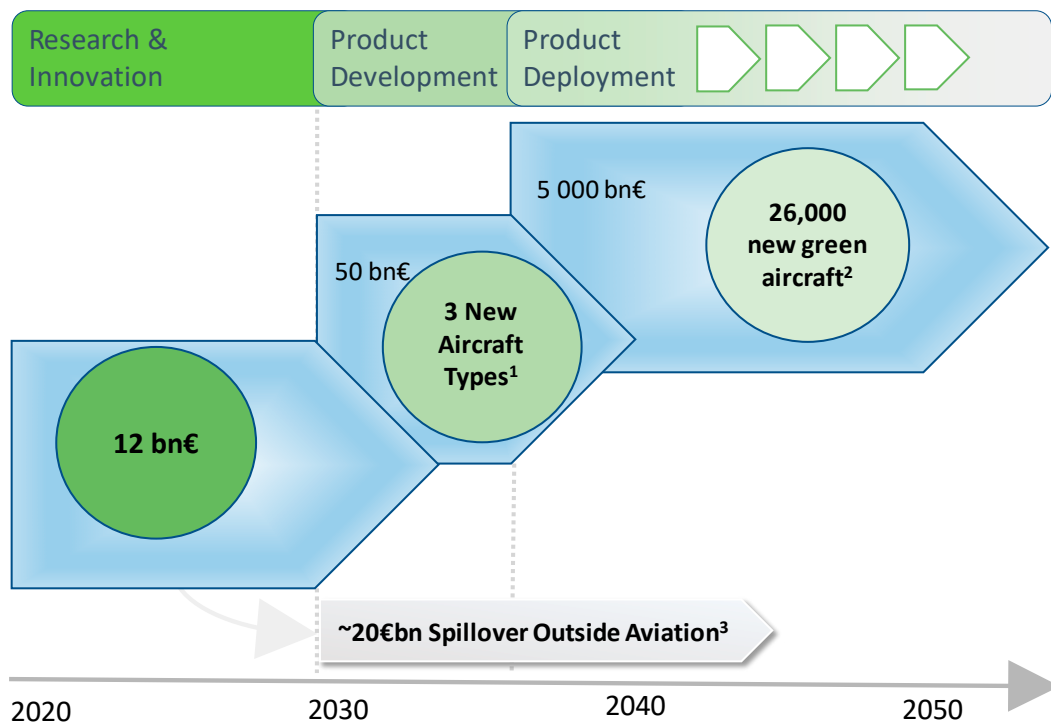 Research &
Innovation
Product
Development
Product
Deployment
5 000 bn€
26,000
new green
aircraft²
50 bn€
3 New
Aircraft
Types¹
12 bn€
~20€bn Spillover Outside Aviation³
2020
2030
2040
2050